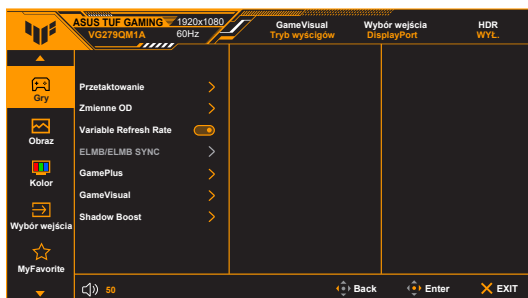 ASUS TUF GAMING
VG279QM1A
1920x1080
60Hz
GameVisual
Tryb wyścigów
Wybór wejścia
DisplayPort
HDR
WYŁ.
Gry
Obraz
Kolor
Wybór wejścia
MyFavorite
Przetaktowanie
Zmienne OD
Variable Refresh Rate
ELMB/ELMB SYNC
GamePlus
GameVisual
Shadow Boost
50
Back
Enter
EXIT